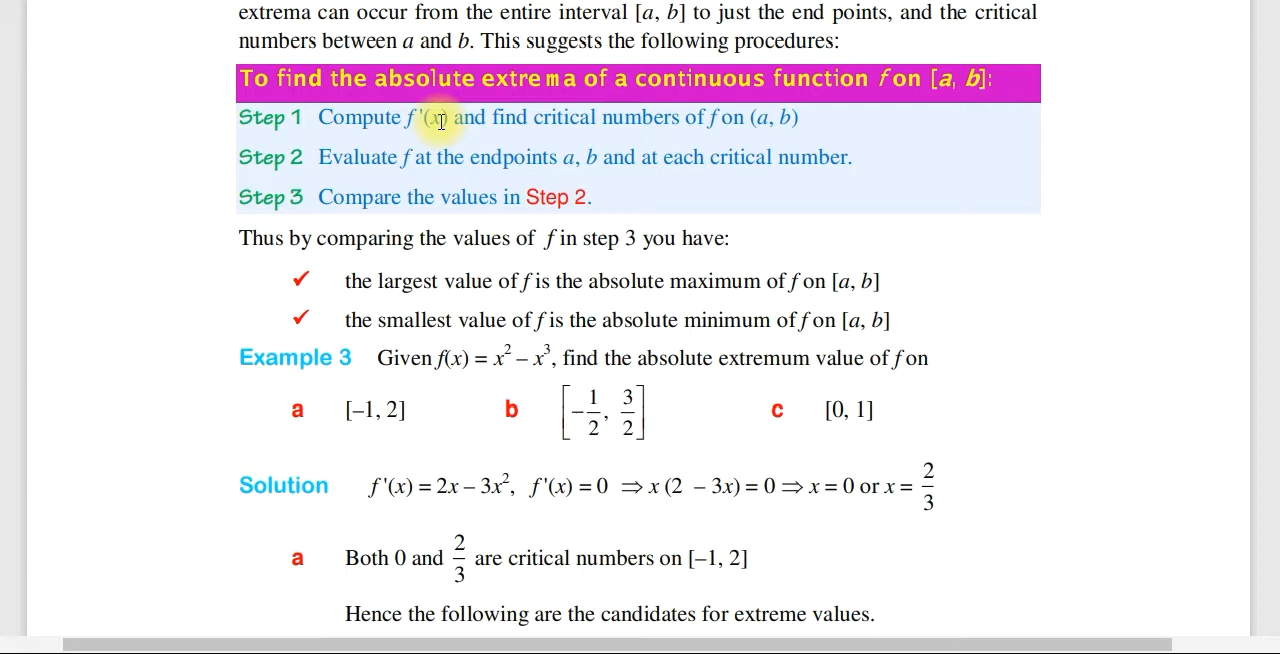 extrema can occur from the entire interval [a, b] to just the end points, and the critical
numbers between a and b. This suggests the following procedures:
To find the absolute extrema of a continuous function f on [a, b]:
Step 1 Compute f '(x) and find critical numbers of f on (a, b)
Step 2 Evaluate f at the endpoints a, b and at each critical number.
Step 3 Compare the values in Step 2.
Thus by comparing the values of f in step 3 you have:
✓ the largest value of f is the absolute maximum of f on [a, b]
✓ the smallest value of f is the absolute minimum of f on [a, b]
Example 3 Given f(x) = x² – x³, find the absolute extremum value of f on
a [–1, 2] b [–1/2, 3/2] c [0, 1]
Solution f '(x) = 2x – 3x², f '(x) = 0 ⇒ x (2 – 3x) = 0 ⇒ x = 0 or x = 2/3
a Both 0 and 2/3 are critical numbers on [–1, 2]
Hence the following are the candidates for extreme values.